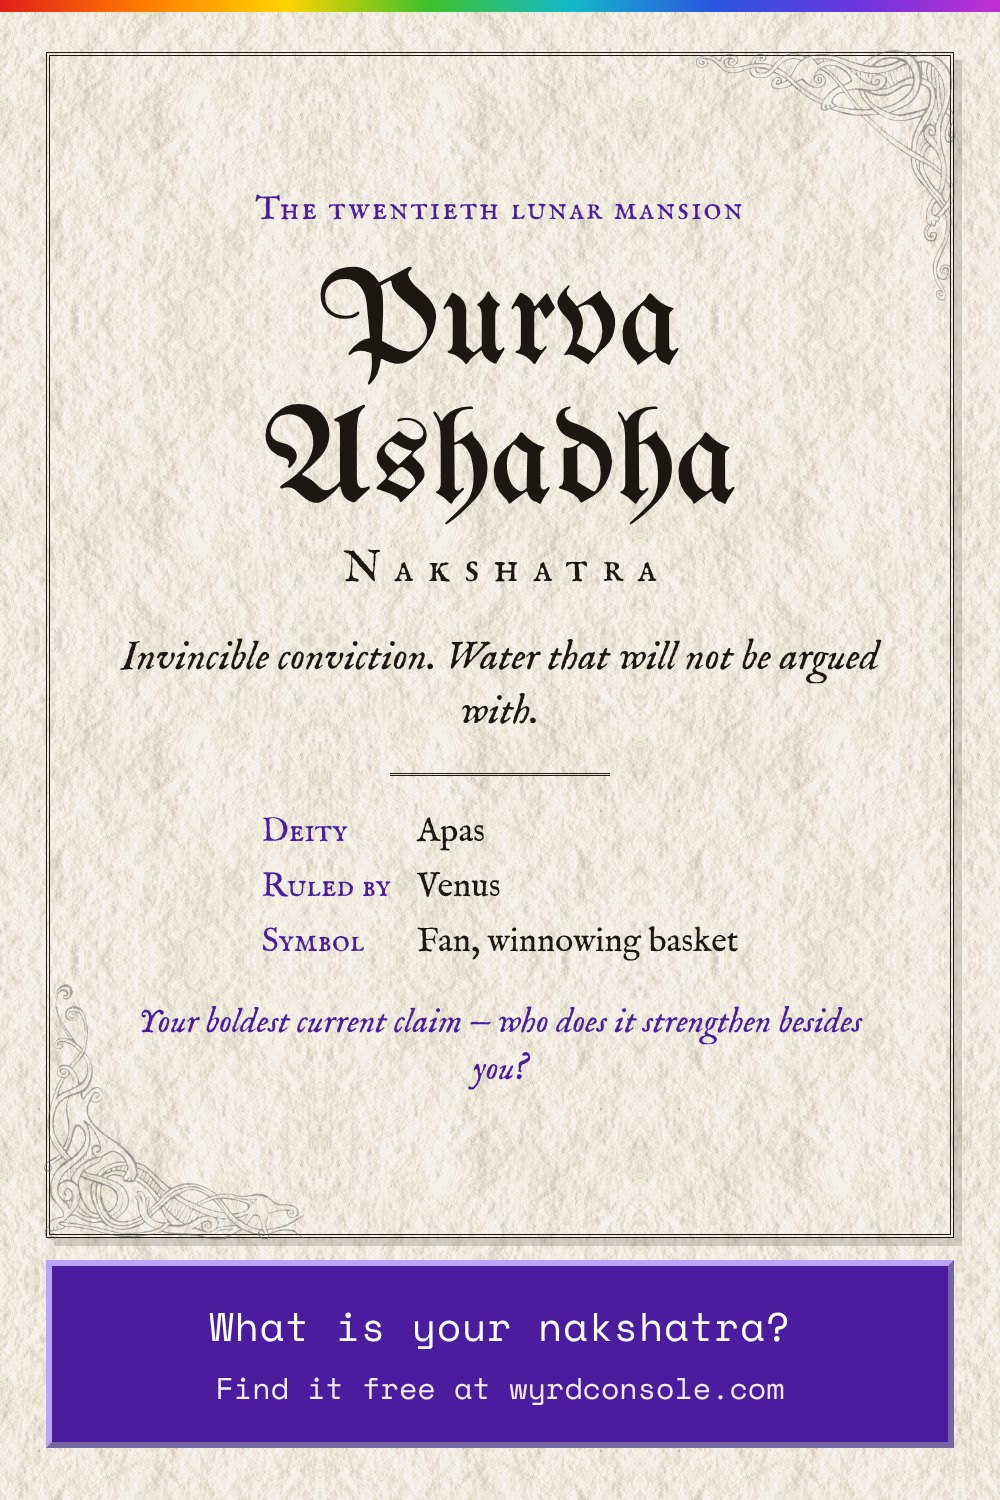 The twentieth lunar mansion
Purva
Ashadha
Nakshatra
Invincible conviction. Water that will not be argued
with.
Deity Apas
Ruled by Venus
Symbol Fan, winnowing basket
Your boldest current claim — who does it strengthen besides
you?
What is your nakshatra?
Find it free at wyrdconsole.com